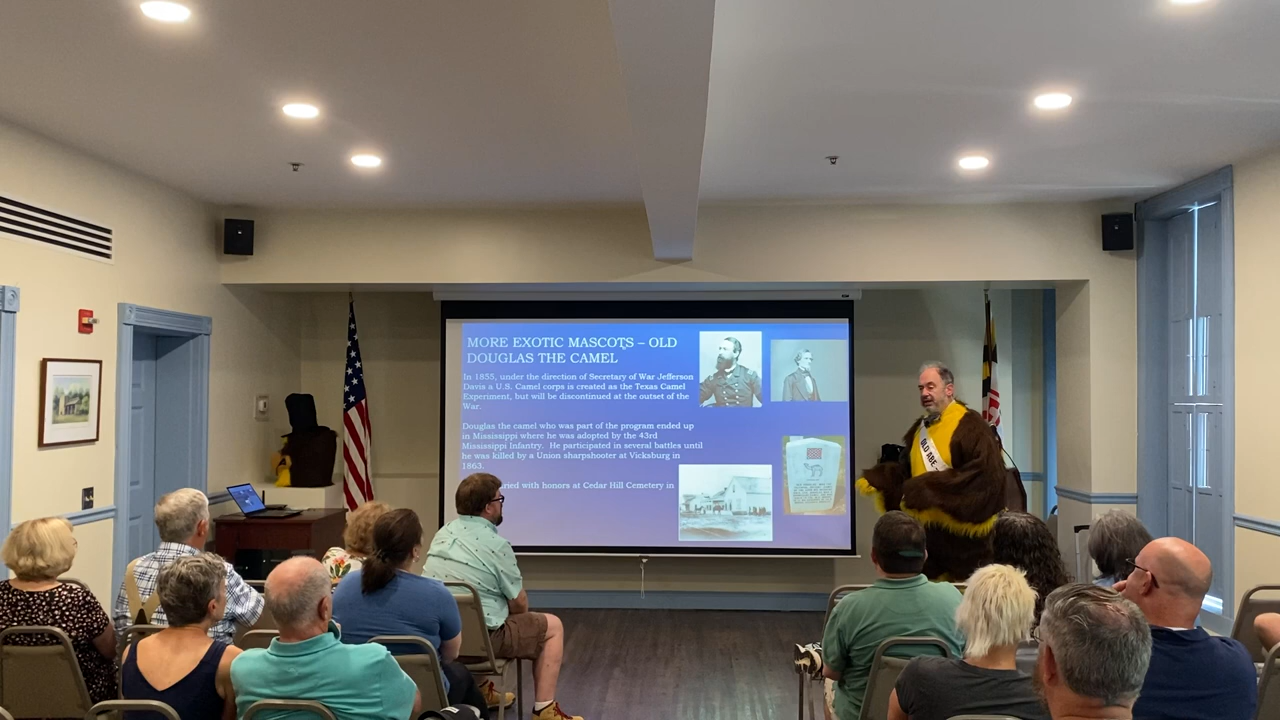 MORE EXOTIC MASCOTS – OLD
DOUGLAS THE CAMEL
In 1855, under the direction of Secretary of War Jefferson
Davis a U.S. Camel corps is created as the Texas Camel
Experiment, but will be discontinued at the outset of the
War.
Douglas the camel who was part of the program ended up
in Mississippi where he was adopted by the 43rd
Mississippi Infantry. He participated in several battles until
he was killed by a Union sharpshooter at Vicksburg in
1863.
ried with honors at Cedar Hill Cemetery in
OLD ABE